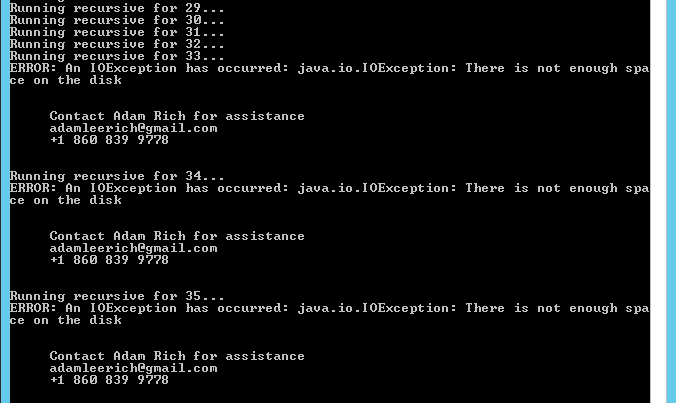 Running recursive for 29...
Running recursive for 30...
Running recursive for 31...
Running recursive for 32...
Running recursive for 33...
ERROR: An IOException has occurred: java.io.IOException: There is not enough spa
ce on the disk
Contact Adam Rich for assistance
adamleerich@gmail.com
+1 860 839 9778
Running recursive for 34...
ERROR: An IOException has occurred: java.io.IOException: There is not enough spa
ce on the disk
Contact Adam Rich for assistance
adamleerich@gmail.com
+1 860 839 9778
Running recursive for 35...
ERROR: An IOException has occurred: java.io.IOException: There is not enough spa
ce on the disk
Contact Adam Rich for assistance
adamleerich@gmail.com
+1 860 839 9778